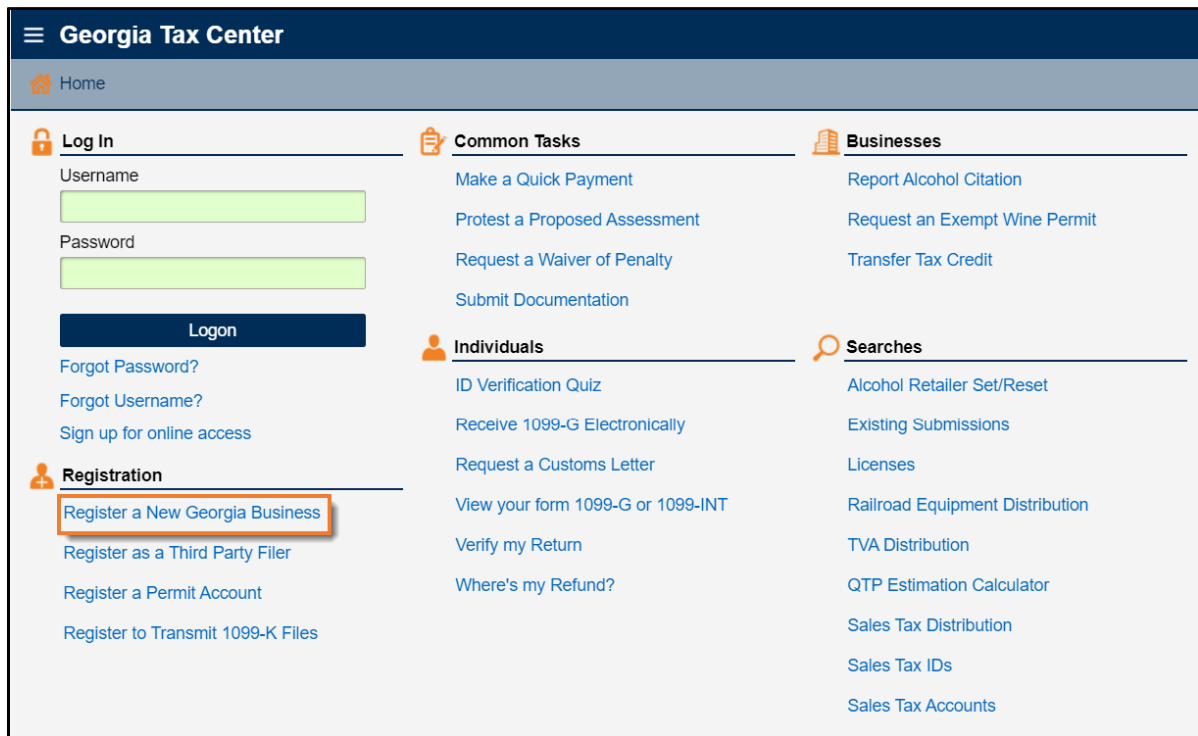 Georgia Tax Center
Home
Log In
Username
Password
Logon
Forgot Password?
Forgot Username?
Sign up for online access
Registration
Register a New Georgia Business
Register as a Third Party Filer
Register a Permit Account
Register to Transmit 1099-K Files
Common Tasks
Make a Quick Payment
Protest a Proposed Assessment
Request a Waiver of Penalty
Submit Documentation
Individuals
ID Verification Quiz
Receive 1099-G Electronically
Request a Customs Letter
View your form 1099-G or 1099-INT
Verify my Return
Where's my Refund?
Businesses
Report Alcohol Citation
Request an Exempt Wine Permit
Transfer Tax Credit
Searches
Alcohol Retailer Set/Reset
Existing Submissions
Licenses
Railroad Equipment Distribution
TVA Distribution
QTP Estimation Calculator
Sales Tax Distribution
Sales Tax IDs
Sales Tax Accounts